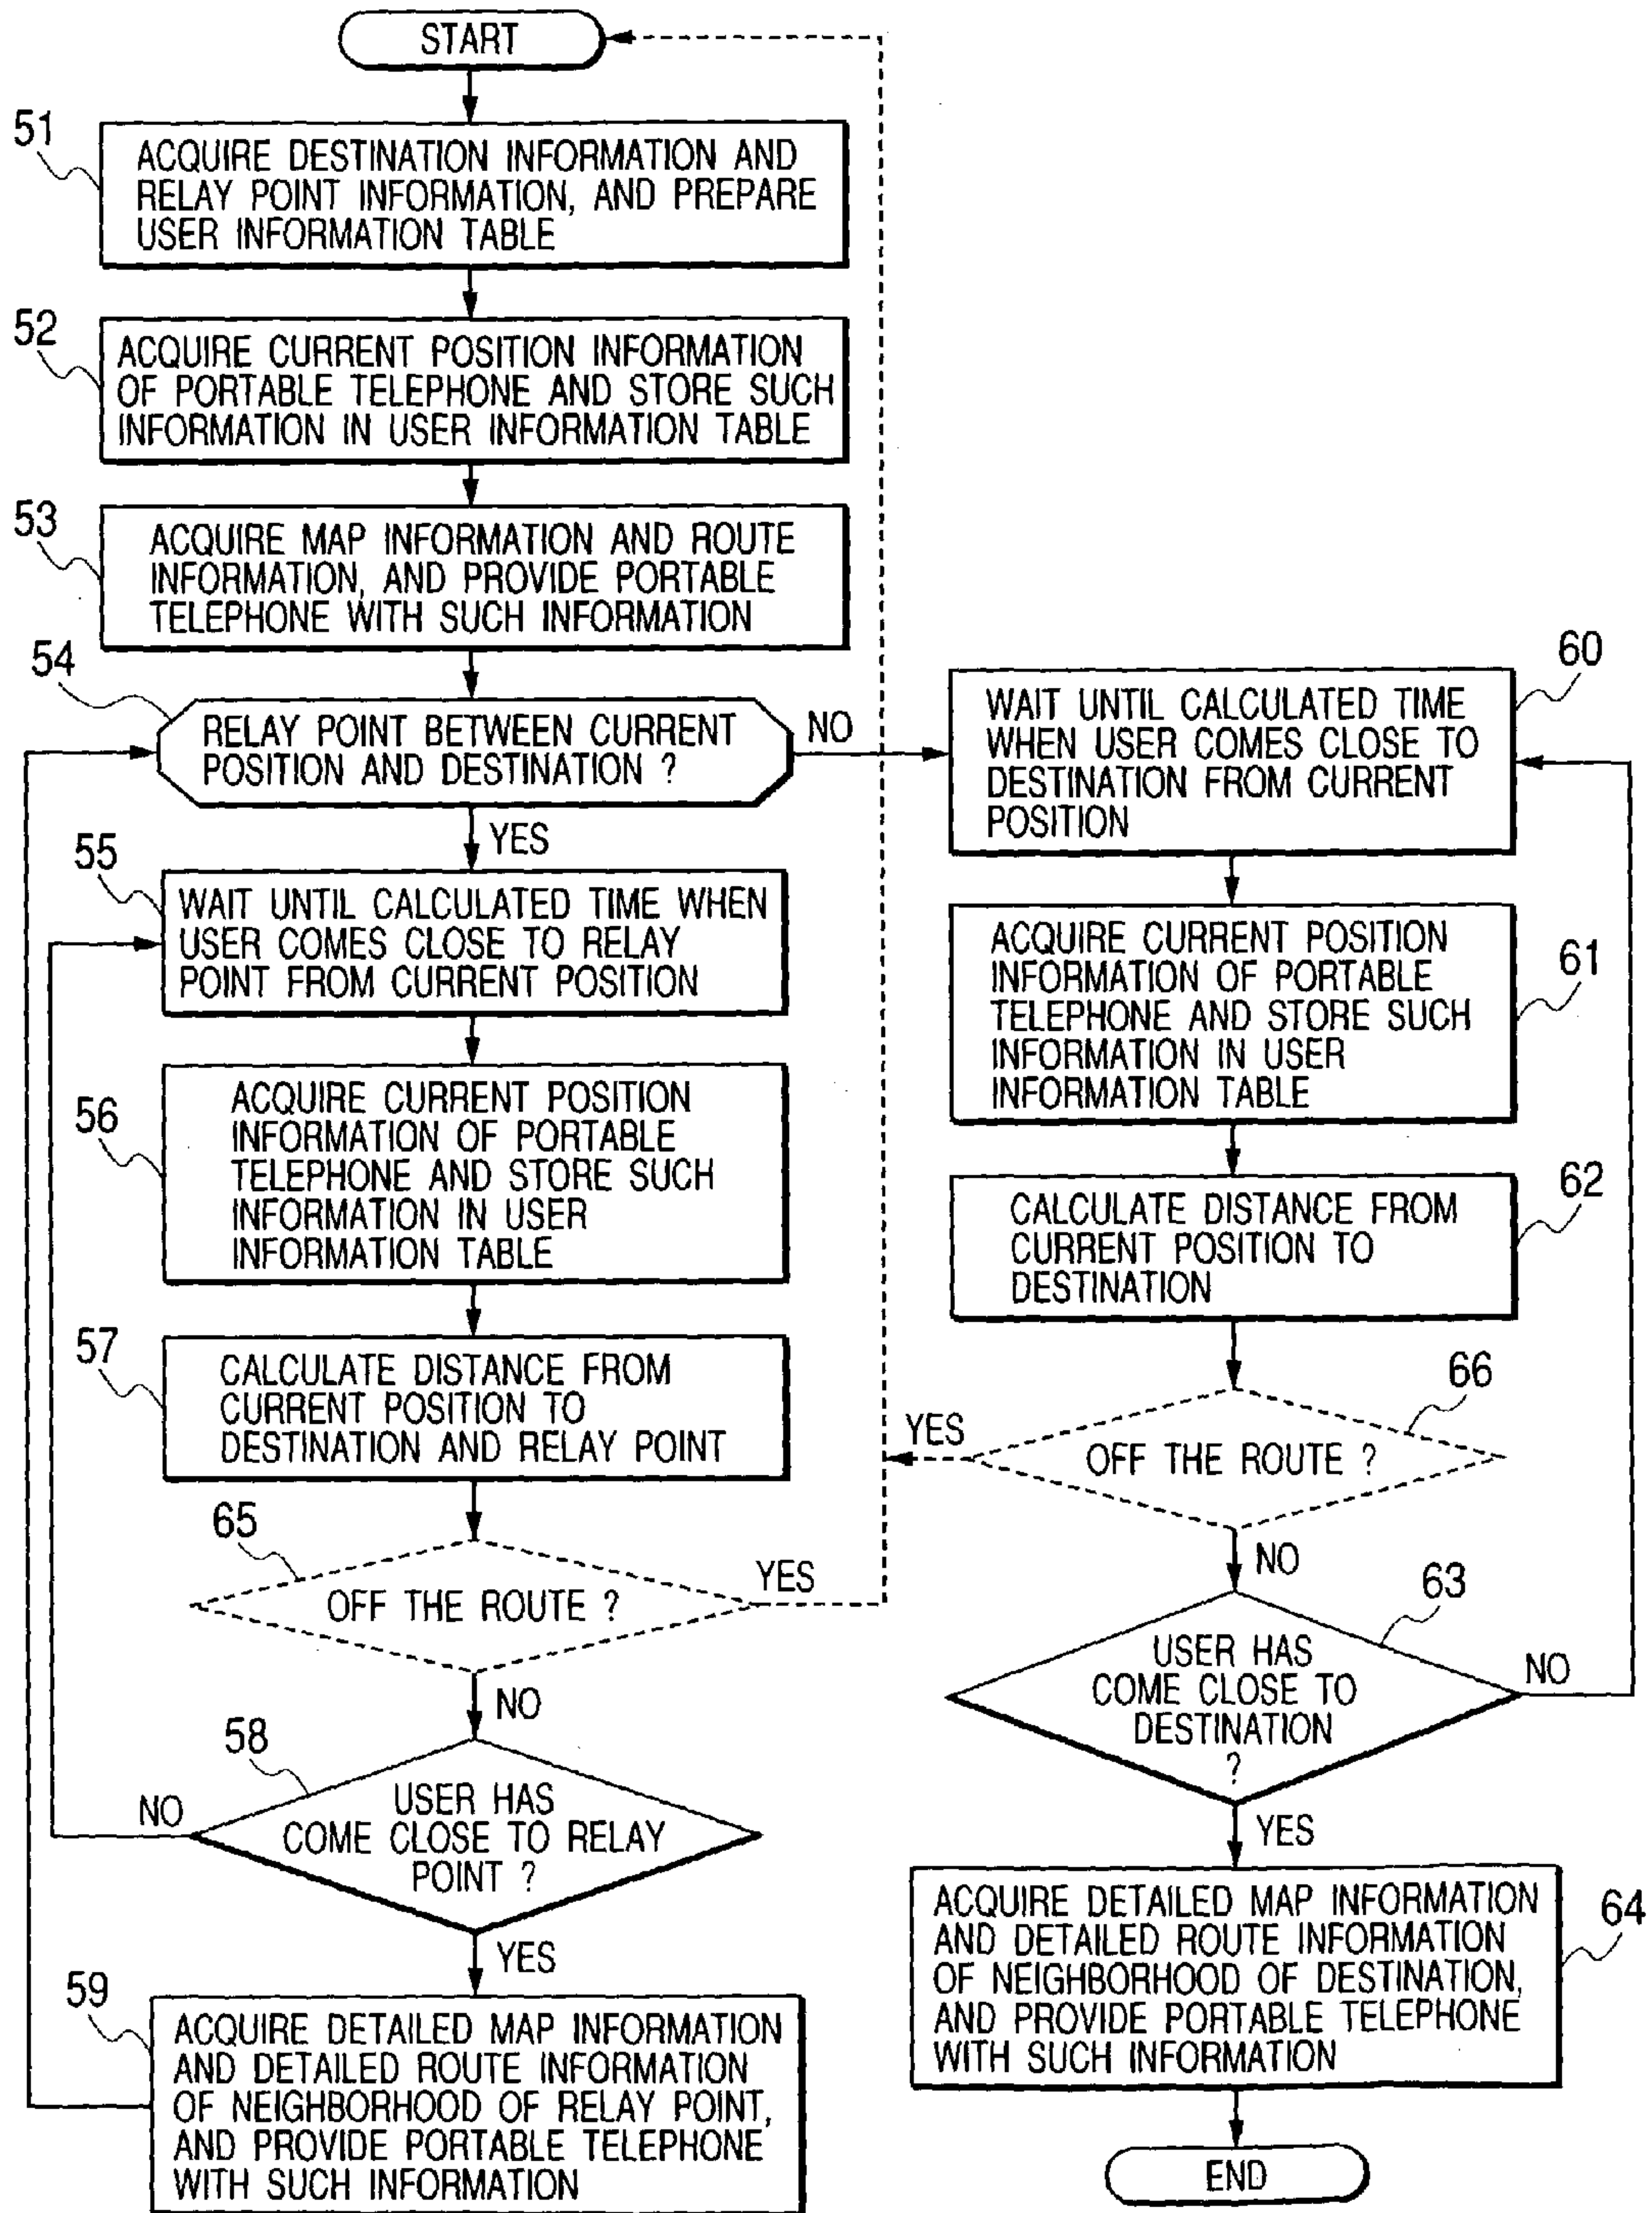 START
51
ACQUIRE DESTINATION INFORMATION AND
RELAY POINT INFORMATION, AND PREPARE
USER INFORMATION TABLE
52
ACQUIRE CURRENT POSITION INFORMATION
OF PORTABLE TELEPHONE AND STORE SUCH
INFORMATION IN USER INFORMATION TABLE
53
ACQUIRE MAP INFORMATION AND ROUTE
INFORMATION, AND PROVIDE PORTABLE
TELEPHONE WITH SUCH INFORMATION
54
RELAY POINT BETWEEN CURRENT
POSITION AND DESTINATION ?
NO
YES
55
WAIT UNTIL CALCULATED TIME WHEN
USER COMES CLOSE TO RELAY
POINT FROM CURRENT POSITION
56
ACQUIRE CURRENT POSITION
INFORMATION OF PORTABLE
TELEPHONE AND STORE SUCH
INFORMATION IN USER
INFORMATION TABLE
57
CALCULATE DISTANCE FROM
CURRENT POSITION TO
DESTINATION AND RELAY POINT
65
OFF THE ROUTE ?
YES
NO
58
USER HAS
COME CLOSE TO RELAY
POINT ?
NO
YES
59
ACQUIRE DETAILED MAP INFORMATION
AND DETAILED ROUTE INFORMATION
OF NEIGHBORHOOD OF RELAY POINT,
AND PROVIDE PORTABLE TELEPHONE
WITH SUCH INFORMATION
60
WAIT UNTIL CALCULATED TIME
WHEN USER COMES CLOSE TO
DESTINATION FROM CURRENT
POSITION
61
ACQUIRE CURRENT POSITION
INFORMATION OF PORTABLE
TELEPHONE AND STORE SUCH
INFORMATION IN USER
INFORMATION TABLE
62
CALCULATE DISTANCE FROM
CURRENT POSITION TO
DESTINATION
66
OFF THE ROUTE ?
YES
NO
63
USER HAS
COME CLOSE TO
DESTINATION
?
NO
YES
64
ACQUIRE DETAILED MAP INFORMATION
AND DETAILED ROUTE INFORMATION
OF NEIGHBORHOOD OF DESTINATION,
AND PROVIDE PORTABLE TELEPHONE
WITH SUCH INFORMATION
END